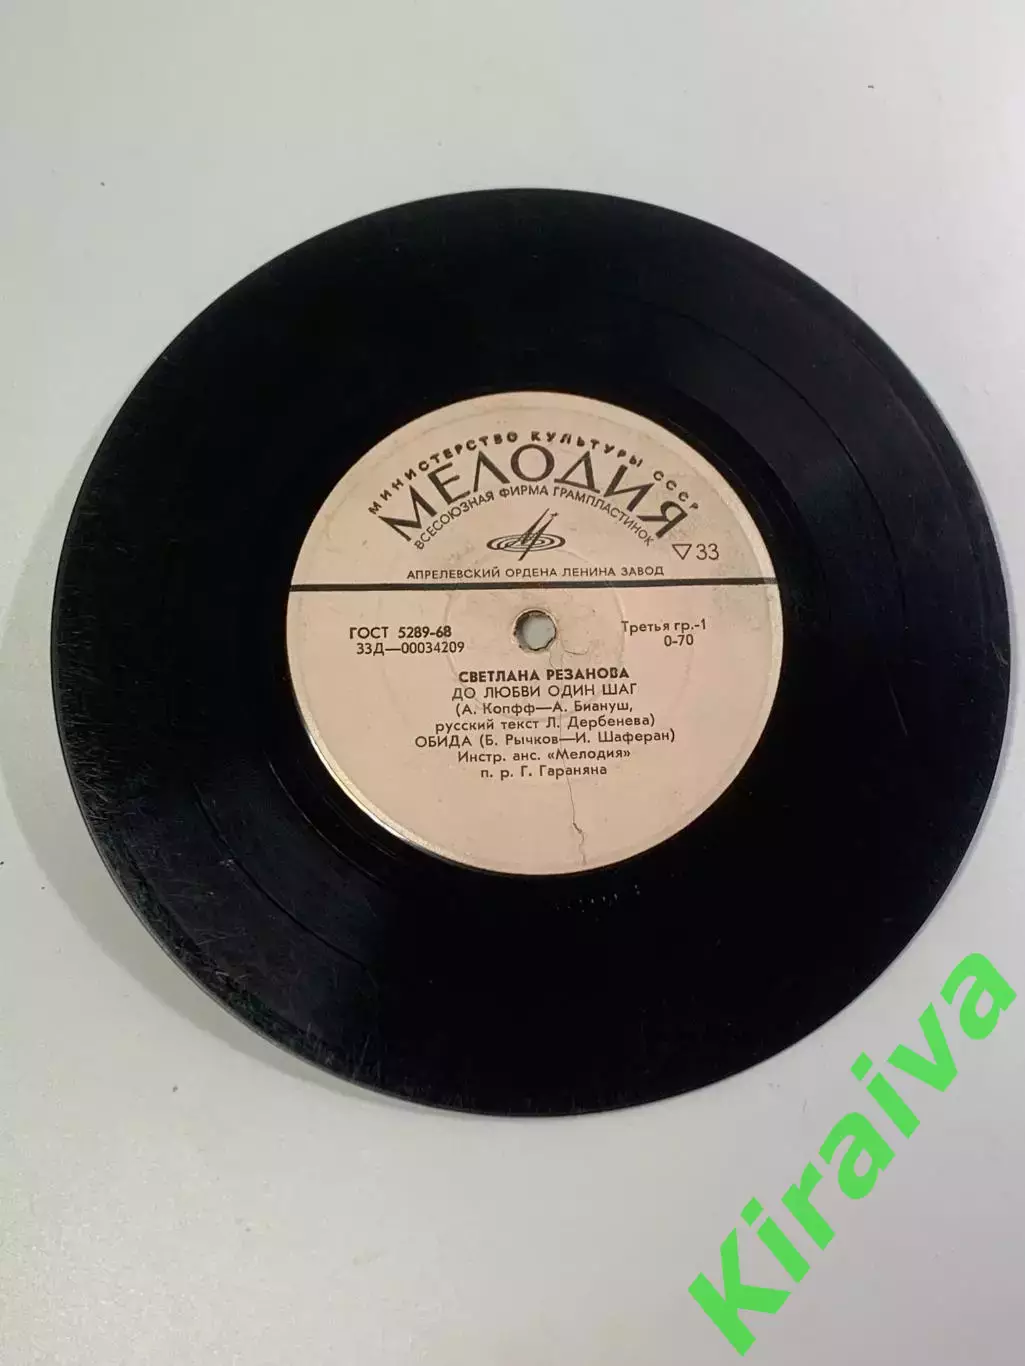 МИНИСТЕРСТВО КУЛЬТУРЫ СССР
МЕЛОДИЯ
ВСЕСОЮЗНАЯ ФИРМА ГРАМПЛАСТИНОК
▽33
АПРЕЛЕВСКИЙ ОРДЕНА ЛЕНИНА ЗАВОД
ГОСТ 5289-68
33Д—00034209
Третья гр.-1
0-70
СВЕТЛАНА РЕЗАНОВА
ДО ЛЮБВИ ОДИН ШАГ
(А. Копфф—А. Биануш,
русский текст Л. Дербенева)
ОБИДА (Б. Рычков—И. Шаферан)
Инстр. анс. «Мелодия»
п. р. Г. Гараняна
Kiraiva